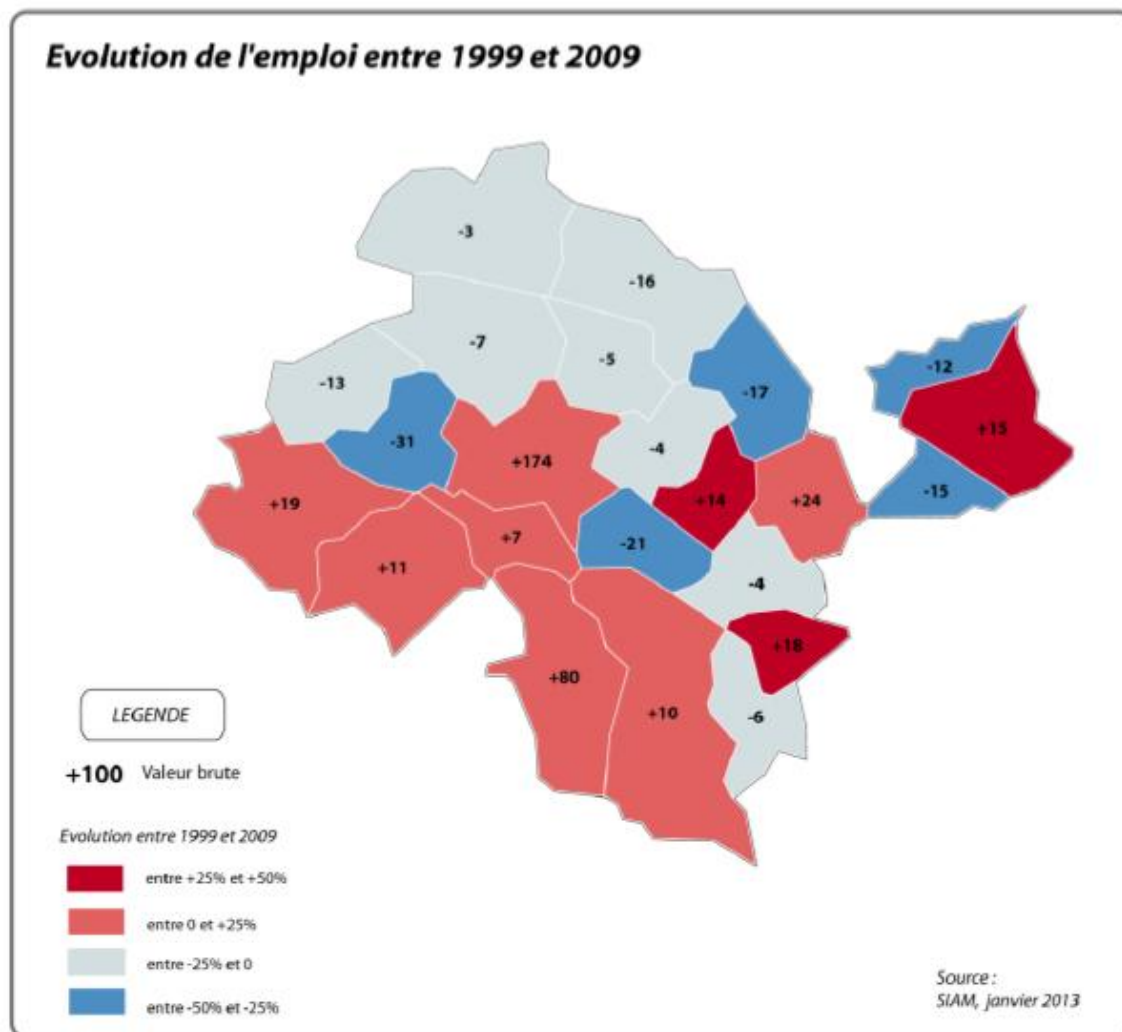 Evolution de l'emploi entre 1999 et 2009
-3
-16
-7
-5
-13
-12
-17
+15
-31
-4
+174
-15
+14
+24
+19
+7
-21
+11
-4
+18
+80
+10
-6
LEGENDE
+100 Valeur brute
Evolution entre 1999 et 2009
entre +25% et +50%
entre 0 et +25%
entre -25% et 0
entre -50% et -25%
Source :
SIAM, janvier 2013